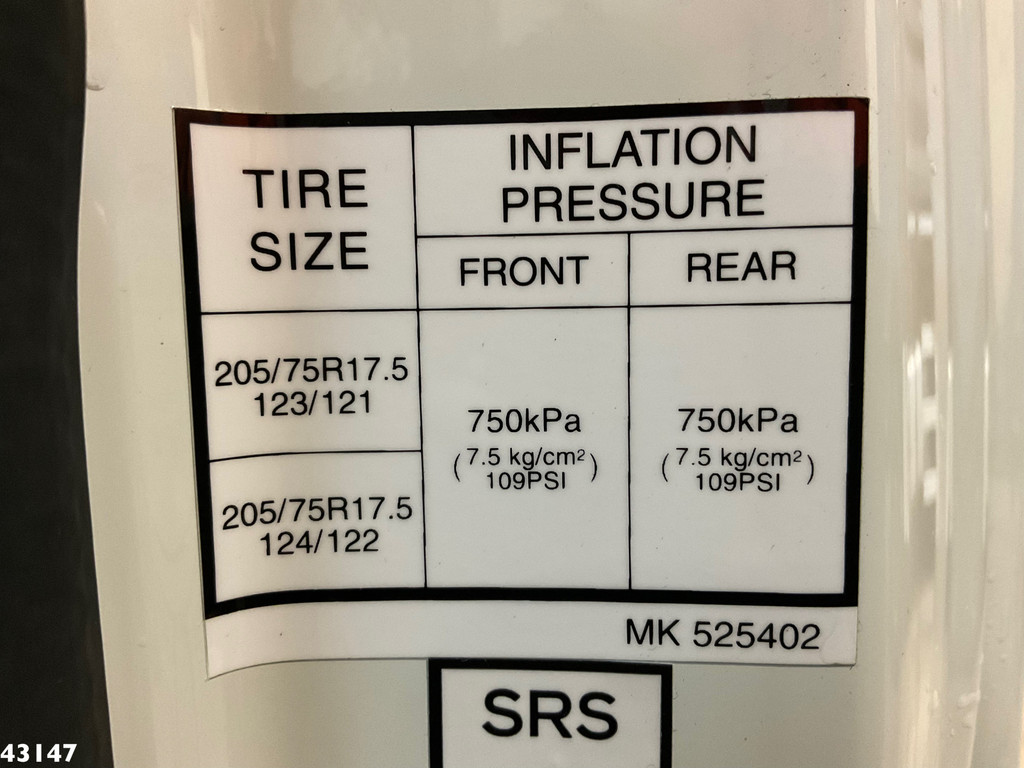 TIRE
SIZE
INFLATION
PRESSURE
FRONT
REAR
205/75R17.5
123/121
205/75R17.5
124/122
750kPa
(7.5 kg/cm²
109PSI)
750kPa
(7.5 kg/cm²
109PSI)
MK 525402
SRS
43147